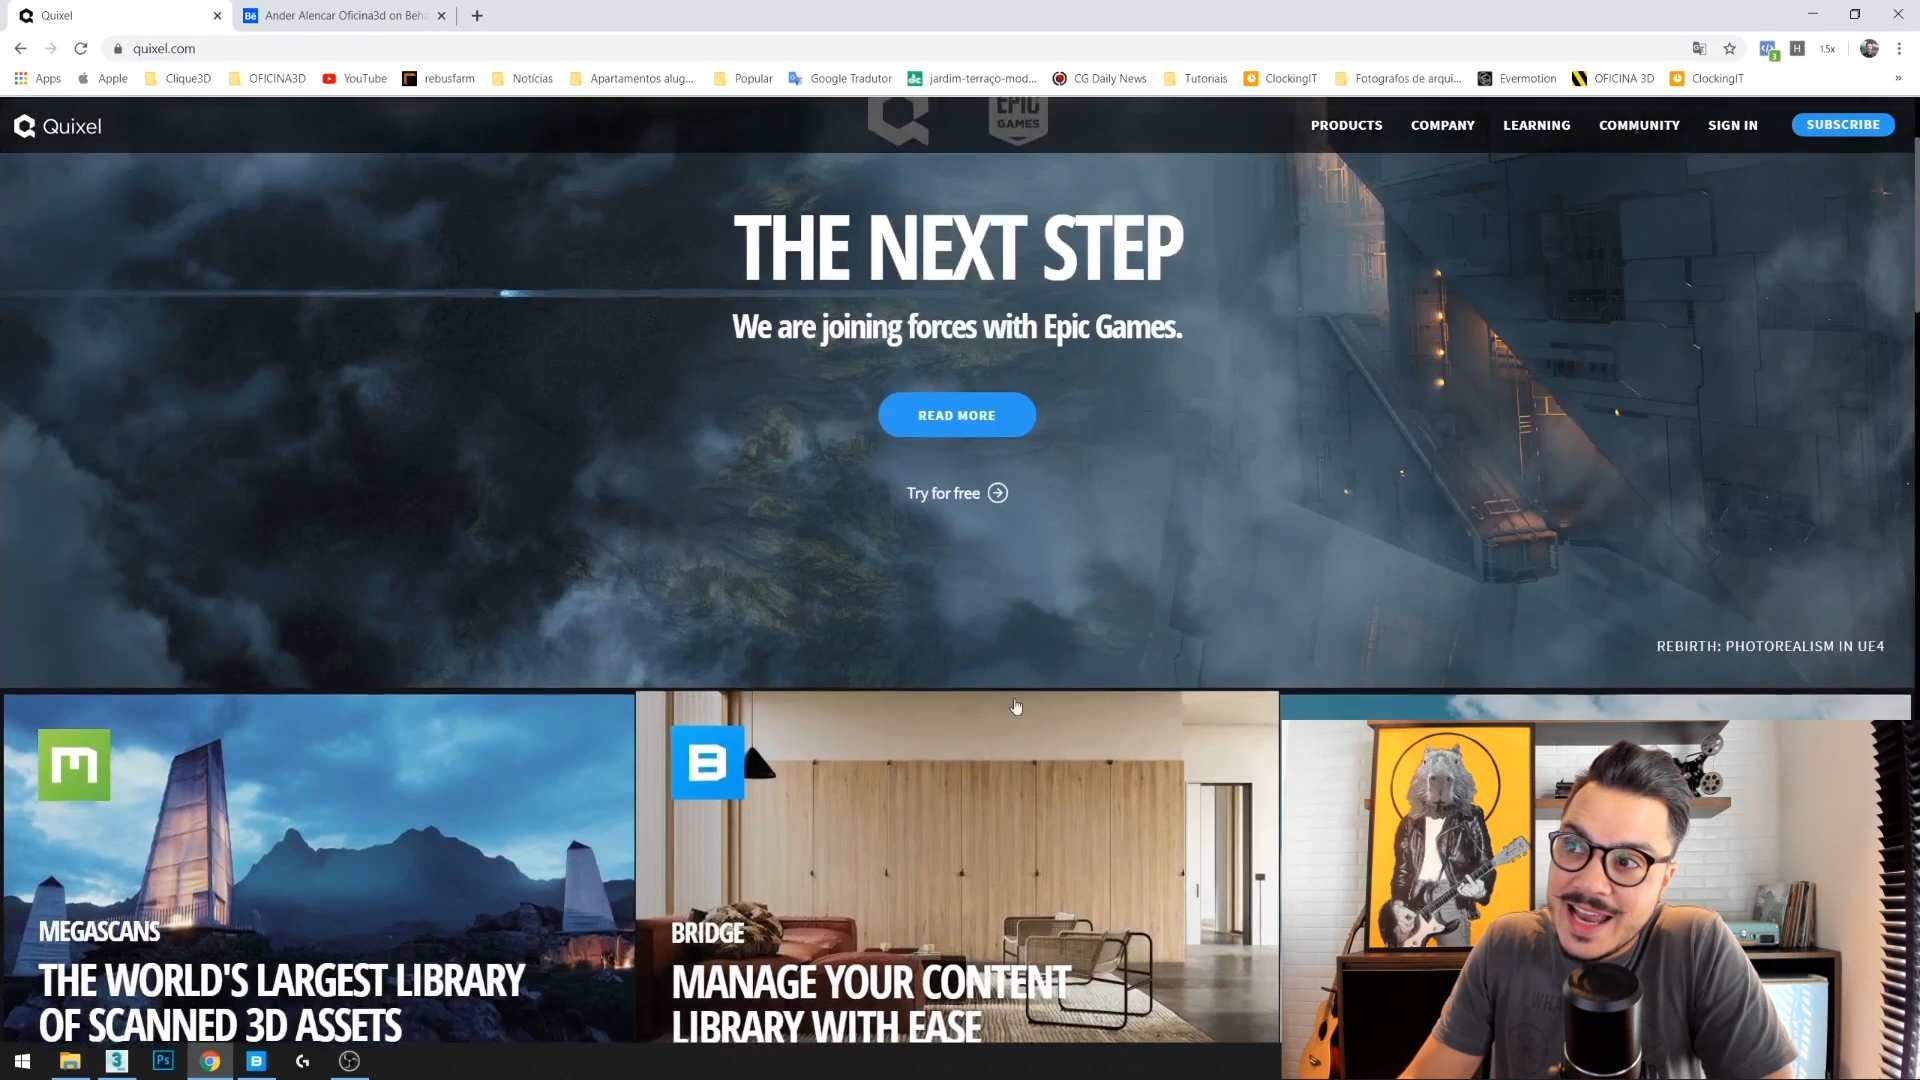 Quixel
Ander Alencar Oficina3d on Beha
quixel.com
1.5x
Apps
Apple
Clique3D
OFICINA3D
YouTube
rebusfarm
Notícias
Apartamentos alug...
Popular
Google Tradutor
jardim-terraço-mod...
CG Daily News
Tutoriais
ClockingIT
Fotografos de arqui...
Evermotion
OFICINA 3D
ClockingIT
»
Quixel
EPIC
GAMES
PRODUCTS
COMPANY
LEARNING
COMMUNITY
SIGN IN
SUBSCRIBE
THE NEXT STEP
We are joining forces with Epic Games.
READ MORE
Try for free
REBIRTH: PHOTOREALISM IN UE4
MEGASCANS
THE WORLD'S LARGEST LIBRARY
OF SCANNED 3D ASSETS
BRIDGE
MANAGE YOUR CONTENT
LIBRARY WITH EASE